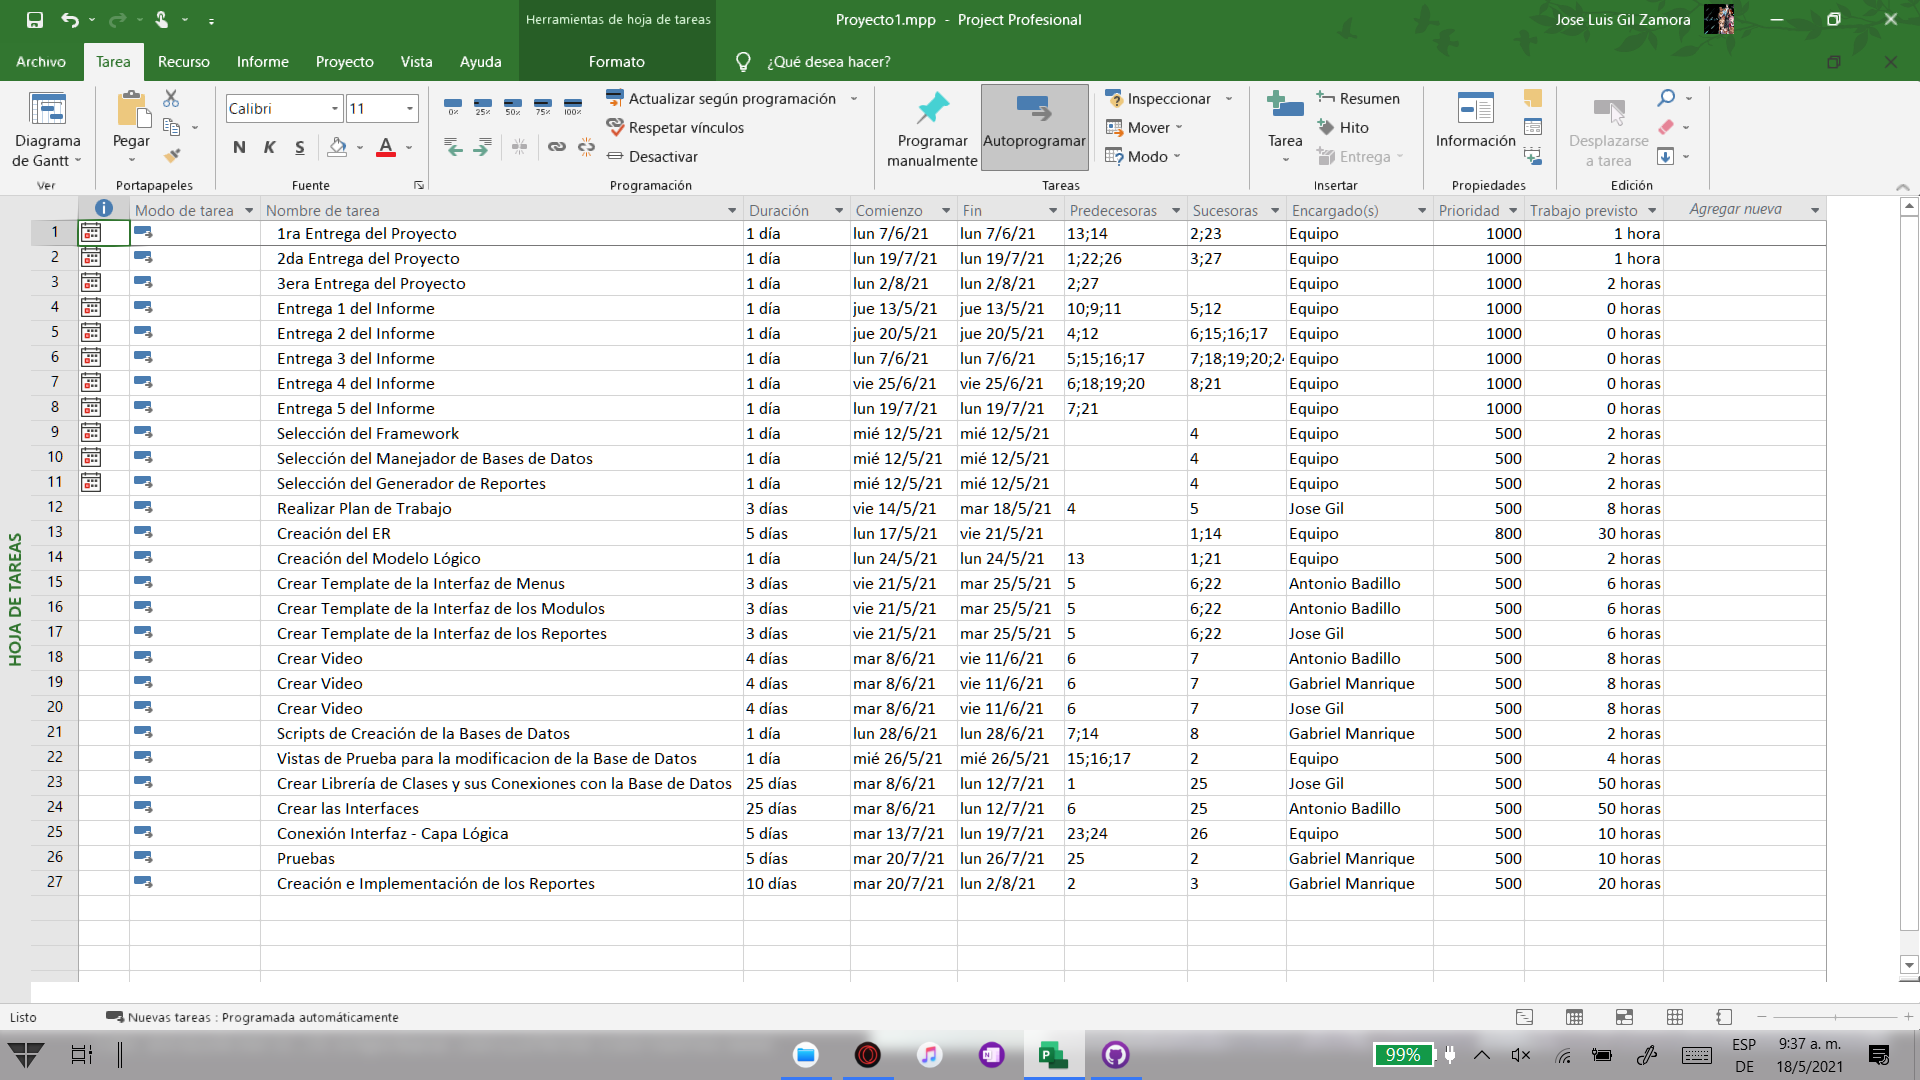 Herramientas de hoja de tareas
Proyecto1.mpp - Project Profesional
Jose Luis Gil Zamora
Archivo Tarea Recurso Informe Proyecto Vista Ayuda Formato ¿Qué desea hacer?
Diagrama de Gantt
Ver
Pegar
Portapapeles
Calibri 11
N K S A
Fuente
0% 25% 50% 75% 100%
Actualizar según programación
Respetar vínculos
Desactivar
Programación
Programar manualmente
Autoprogramar
Inspeccionar
Mover
Modo
Tareas
Tarea
Resumen
Hito
Entrega
Insertar
Información
Propiedades
Desplazarse a tarea
Edición
HOJA DE TAREAS
Modo de tarea Nombre de tarea Duración Comienzo Fin Predecesoras Sucesoras Encargado(s) Prioridad Trabajo previsto Agregar nueva
1 1ra Entrega del Proyecto 1 día lun 7/6/21 lun 7/6/21 13;14 2;23 Equipo 1000 1 hora
2 2da Entrega del Proyecto 1 día lun 19/7/21 lun 19/7/21 1;22;26 3;27 Equipo 1000 1 hora
3 3era Entrega del Proyecto 1 día lun 2/8/21 lun 2/8/21 2;27 Equipo 1000 2 horas
4 Entrega 1 del Informe 1 día jue 13/5/21 jue 13/5/21 10;9;11 5;12 Equipo 1000 0 horas
5 Entrega 2 del Informe 1 día jue 20/5/21 jue 20/5/21 4;12 6;15;16;17 Equipo 1000 0 horas
6 Entrega 3 del Informe 1 día lun 7/6/21 lun 7/6/21 5;15;16;17 7;18;19;20;2 Equipo 1000 0 horas
7 Entrega 4 del Informe 1 día vie 25/6/21 vie 25/6/21 6;18;19;20 8;21 Equipo 1000 0 horas
8 Entrega 5 del Informe 1 día lun 19/7/21 lun 19/7/21 7;21 Equipo 1000 0 horas
9 Selección del Framework 1 día mié 12/5/21 mié 12/5/21 4 Equipo 500 2 horas
10 Selección del Manejador de Bases de Datos 1 día mié 12/5/21 mié 12/5/21 4 Equipo 500 2 horas
11 Selección del Generador de Reportes 1 día mié 12/5/21 mié 12/5/21 4 Equipo 500 2 horas
12 Realizar Plan de Trabajo 3 días vie 14/5/21 mar 18/5/21 4 5 Jose Gil 500 8 horas
13 Creación del ER 5 días lun 17/5/21 vie 21/5/21 1;14 Equipo 800 30 horas
14 Creación del Modelo Lógico 1 día lun 24/5/21 lun 24/5/21 13 1;21 Equipo 500 2 horas
15 Crear Template de la Interfaz de Menus 3 días vie 21/5/21 mar 25/5/21 5 6;22 Antonio Badillo 500 6 horas
16 Crear Template de la Interfaz de los Modulos 3 días vie 21/5/21 mar 25/5/21 5 6;22 Antonio Badillo 500 6 horas
17 Crear Template de la Interfaz de los Reportes 3 días vie 21/5/21 mar 25/5/21 5 6;22 Jose Gil 500 6 horas
18 Crear Video 4 días mar 8/6/21 vie 11/6/21 6 7 Antonio Badillo 500 8 horas
19 Crear Video 4 días mar 8/6/21 vie 11/6/21 6 7 Gabriel Manrique 500 8 horas
20 Crear Video 4 días mar 8/6/21 vie 11/6/21 6 7 Jose Gil 500 8 horas
21 Scripts de Creación de la Bases de Datos 1 día lun 28/6/21 lun 28/6/21 7;14 8 Gabriel Manrique 500 2 horas
22 Vistas de Prueba para la modificacion de la Base de Datos 1 día mié 26/5/21 mié 26/5/21 15;16;17 2 Equipo 500 4 horas
23 Crear Librería de Clases y sus Conexiones con la Base de Datos 25 días mar 8/6/21 lun 12/7/21 1 25 Jose Gil 500 50 horas
24 Crear las Interfaces 25 días mar 8/6/21 lun 12/7/21 6 25 Antonio Badillo 500 50 horas
25 Conexión Interfaz - Capa Lógica 5 días mar 13/7/21 lun 19/7/21 23;24 26 Equipo 500 10 horas
26 Pruebas 5 días mar 20/7/21 lun 26/7/21 25 2 Gabriel Manrique 500 10 horas
27 Creación e Implementación de los Reportes 10 días mar 20/7/21 lun 2/8/21 2 3 Gabriel Manrique 500 20 horas
Listo Nuevas tareas : Programada automáticamente
99%
ESP
DE
9:37 a. m.
18/5/2021